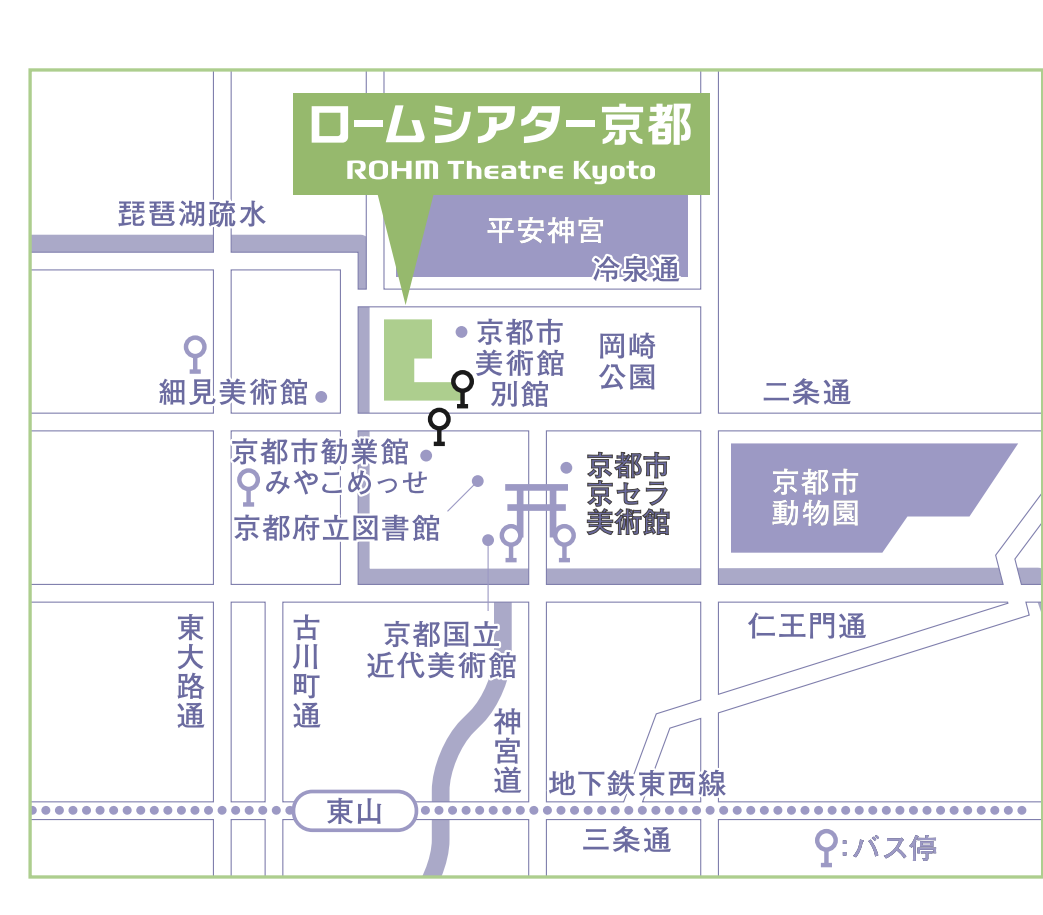 ロームシアター京都
ROHM Theatre Kyoto
琵琶湖疏水
平安神宮
冷泉通
京都市
美術館
別館
岡崎
公園
細見美術館
二条通
京都市勧業館
みやこめっせ
京都府立図書館
京都市
京セラ
美術館
京都市
動物園
東大路通
古川町通
京都国立
近代美術館
仁王門通
神宮道
地下鉄東西線
東山
三条通
:バス停